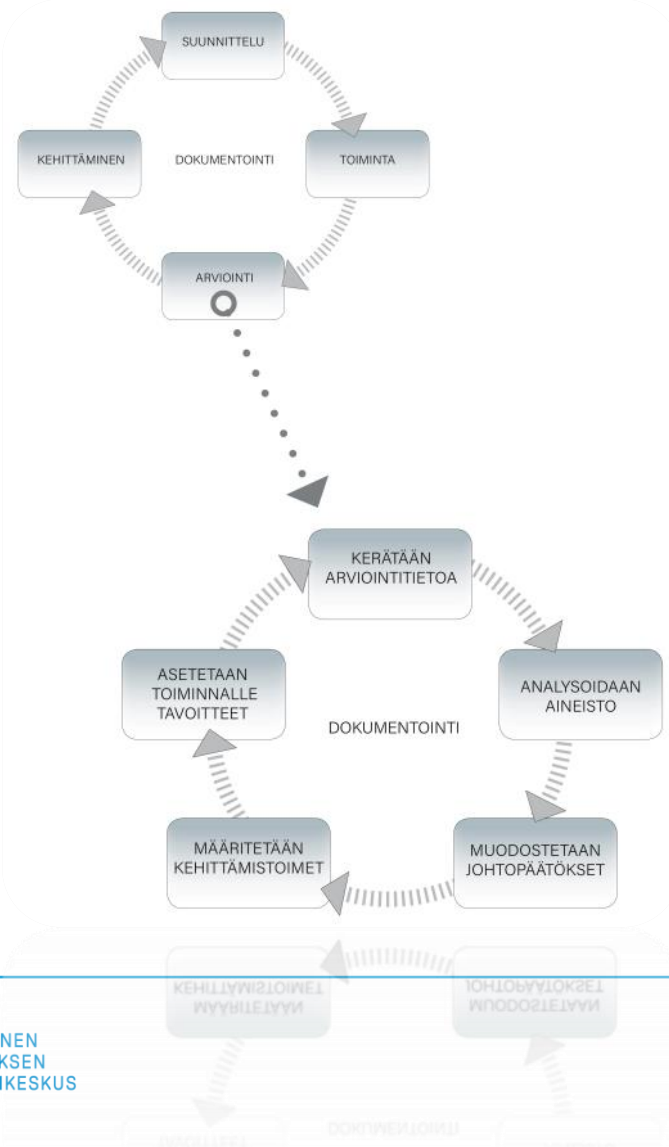 SUUNNITTELU
KEHITTÄMINEN
DOKUMENTOINTI
TOIMINTA
ARVIOINTI
KERÄTÄÄN
ARVIOINTITIETOA
ASETETAAN
TOIMINNALLE
TAVOITTEET
ANALYSOIDAAN
AINEISTO
DOKUMENTOINTI
MÄÄRITETÄÄN
KEHITTÄMISTOIMET
MUODOSTETAAN
JOHTOPÄÄTÖKSET
NEN
KSEN
IKESKUS